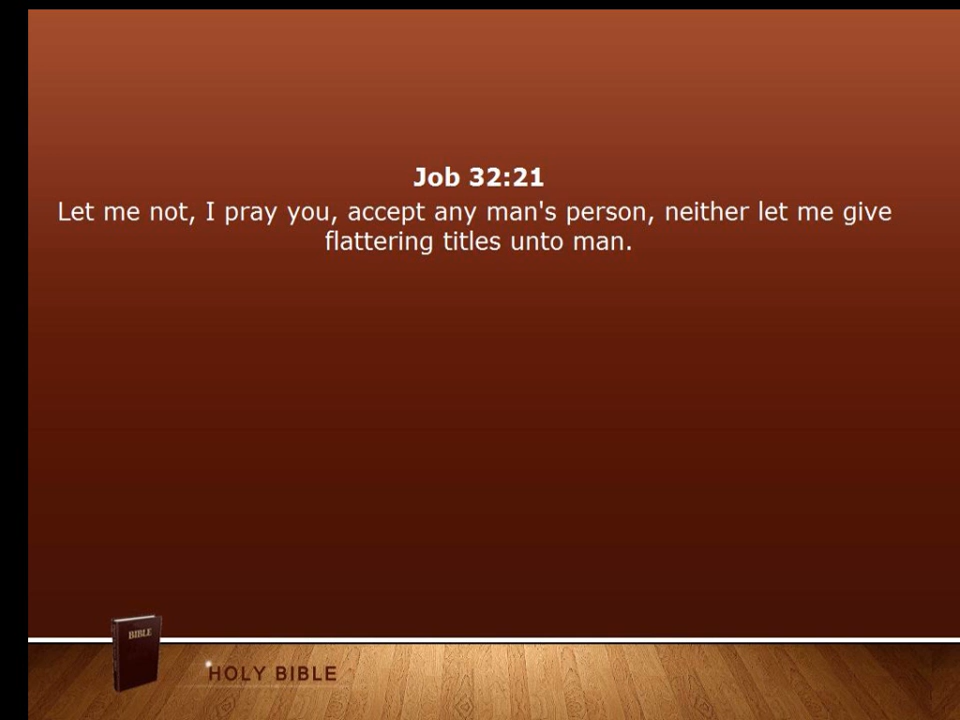 Job 32:21
Let me not, I pray you, accept any man's person, neither let me give
flattering titles unto man.
BIBLE
HOLY BIBLE